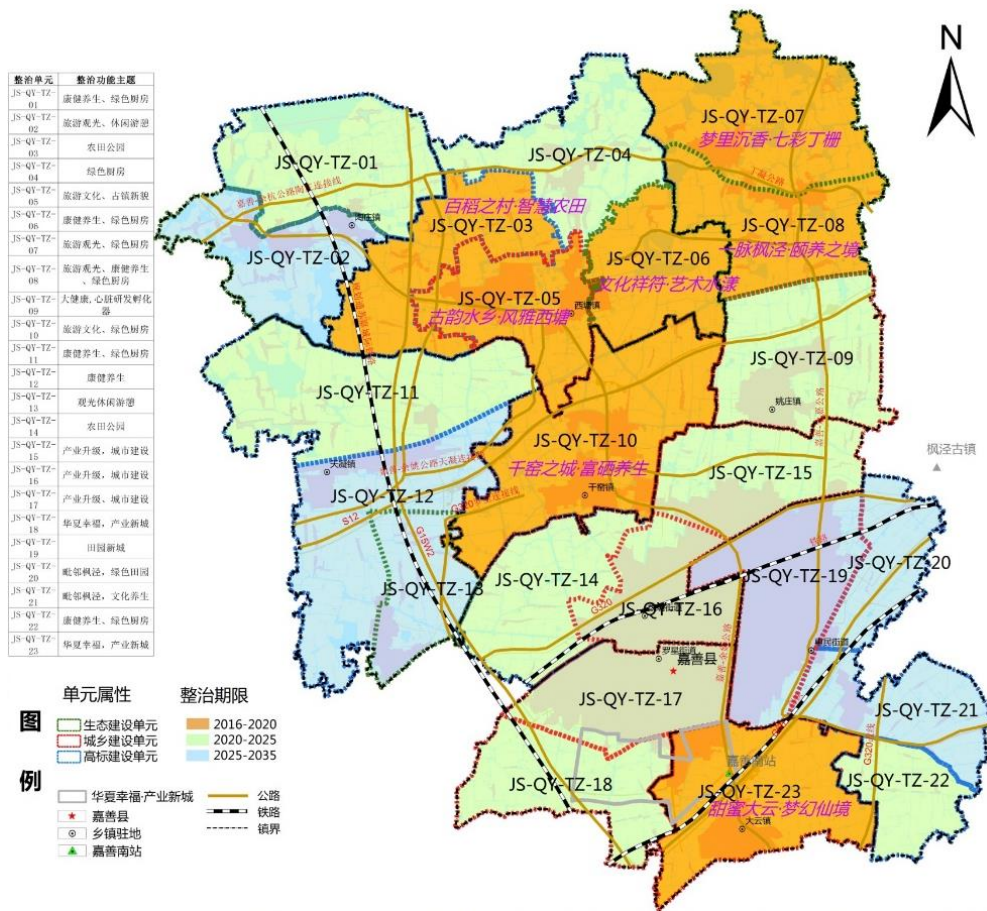 整治单元 整治功能主题
JS-QY-TZ-01 康健养生、绿色厨房
JS-QY-TZ-02 旅游观光、休闲游憩
JS-QY-TZ-03 农田公园
JS-QY-TZ-04 绿色厨房
JS-QY-TZ-05 旅游文化、古镇新貌
JS-QY-TZ-06 康健养生、绿色厨房
JS-QY-TZ-07 旅游观光、绿色厨房
JS-QY-TZ-08 旅游观光、康健养生、绿色厨房
JS-QY-TZ-09 大健康,心脏研发孵化器
JS-QY-TZ-10 旅游文化、绿色厨房
JS-QY-TZ-11 康健养生、绿色厨房
JS-QY-TZ-12 康健养生
JS-QY-TZ-13 观光休闲游憩
JS-QY-TZ-14 农田公园
JS-QY-TZ-15 产业升级,城市建设
JS-QY-TZ-16 产业升级、城市建设
JS-QY-TZ-17 产业升级、城市建设
JS-QY-TZ-18 华夏幸福,产业新城
JS-QY-TZ-19 田园新城
JS-QY-TZ-20 毗邻枫泾,绿色田园
JS-QY-TZ-21 毗邻枫泾,文化养生
JS-QY-TZ-22 康健养生、绿色厨房
JS-QY-TZ-23 华夏幸福,产业新城
N
JS-QY-TZ-07
梦里沉香·七彩丁栅
丁凝公路
JS-QY-TZ-01
JS-QY-TZ-04
百稻之村·智慧农田
JS-QY-TZ-03
JS-QY-TZ-08
一脉枫泾·颐养之境
JS-QY-TZ-02
JS-QY-TZ-06
文化祥符·艺术水漾
JS-QY-TZ-05
西塘镇
古韵水乡·风雅西塘
JS-QY-TZ-09
姚庄镇
JS-QY-TZ-11
JS-QY-TZ-10
千窑之城·富硒养生
干窑镇
JS-QY-TZ-15
枫泾古镇
天凝镇
JS-QY-TZ-12
S12
G15W2
JS-QY-TZ-13
JS-QY-TZ-14
G320
JS-QY-TZ-16
JS-QY-TZ-19
JS-QY-TZ-20
罗星街道
嘉善县
惠民街道
JS-QY-TZ-17
JS-QY-TZ-21
JS-QY-TZ-18
嘉善南站
JS-QY-TZ-22
JS-QY-TZ-23
甜蜜大云·梦幻仙境
大云镇
图例
单元属性
生态建设单元
城乡建设单元
高标建设单元
整治期限
2016-2020
2020-2025
2025-2035
华夏幸福·产业新城
嘉善县
乡镇驻地
嘉善南站
公路
铁路
镇界